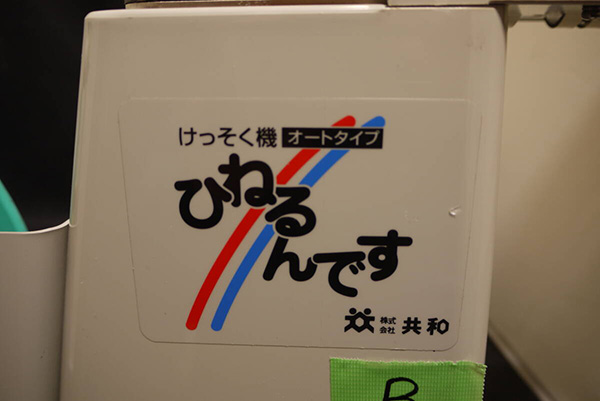 けっそく機 オートタイプ
ひねるんです
株式会社 共和
B